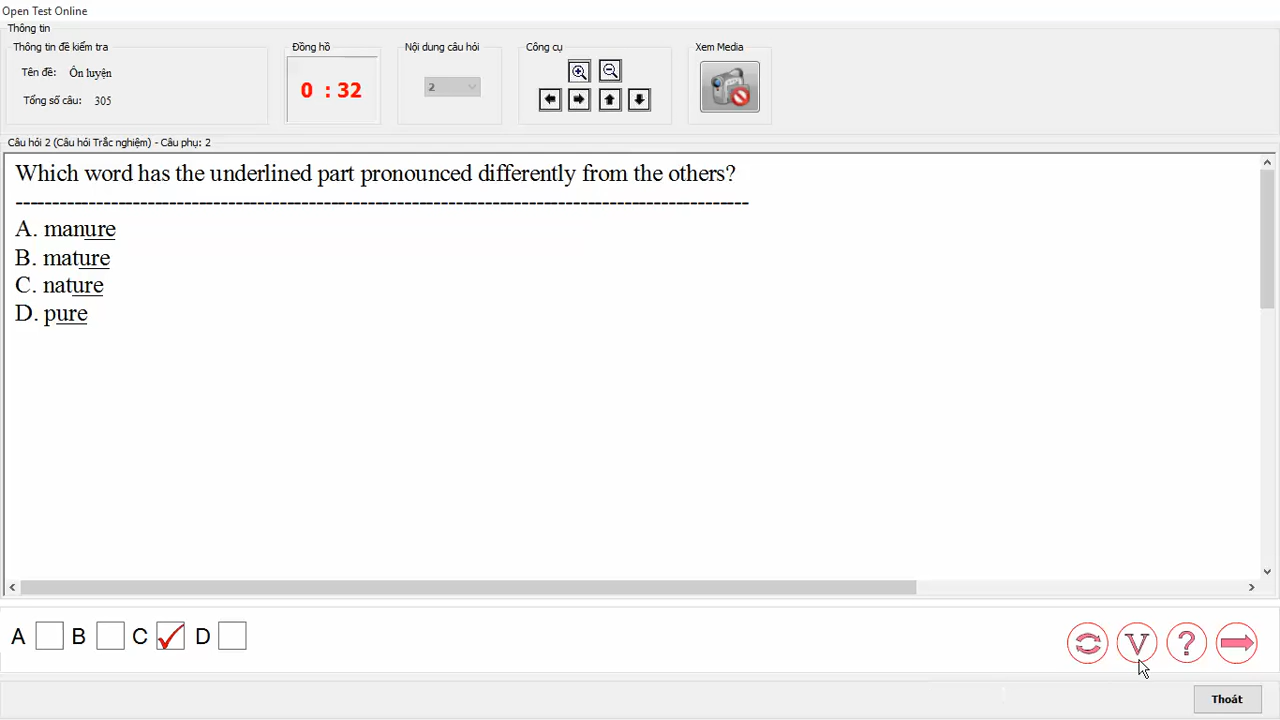 Open Test Online
Thông tin
Thông tin đề kiểm tra
Tên đề: Ôn luyện
Tổng số câu: 305
Đồng hồ
0 : 32
Nội dung câu hỏi
2
Công cụ
Xem Media
Câu hỏi 2 (Câu hỏi Trắc nghiệm) - Câu phụ: 2
Which word has the underlined part pronounced differently from the others?
A. manure
B. mature
C. nature
D. pure
A B C D
V ?
Thoát